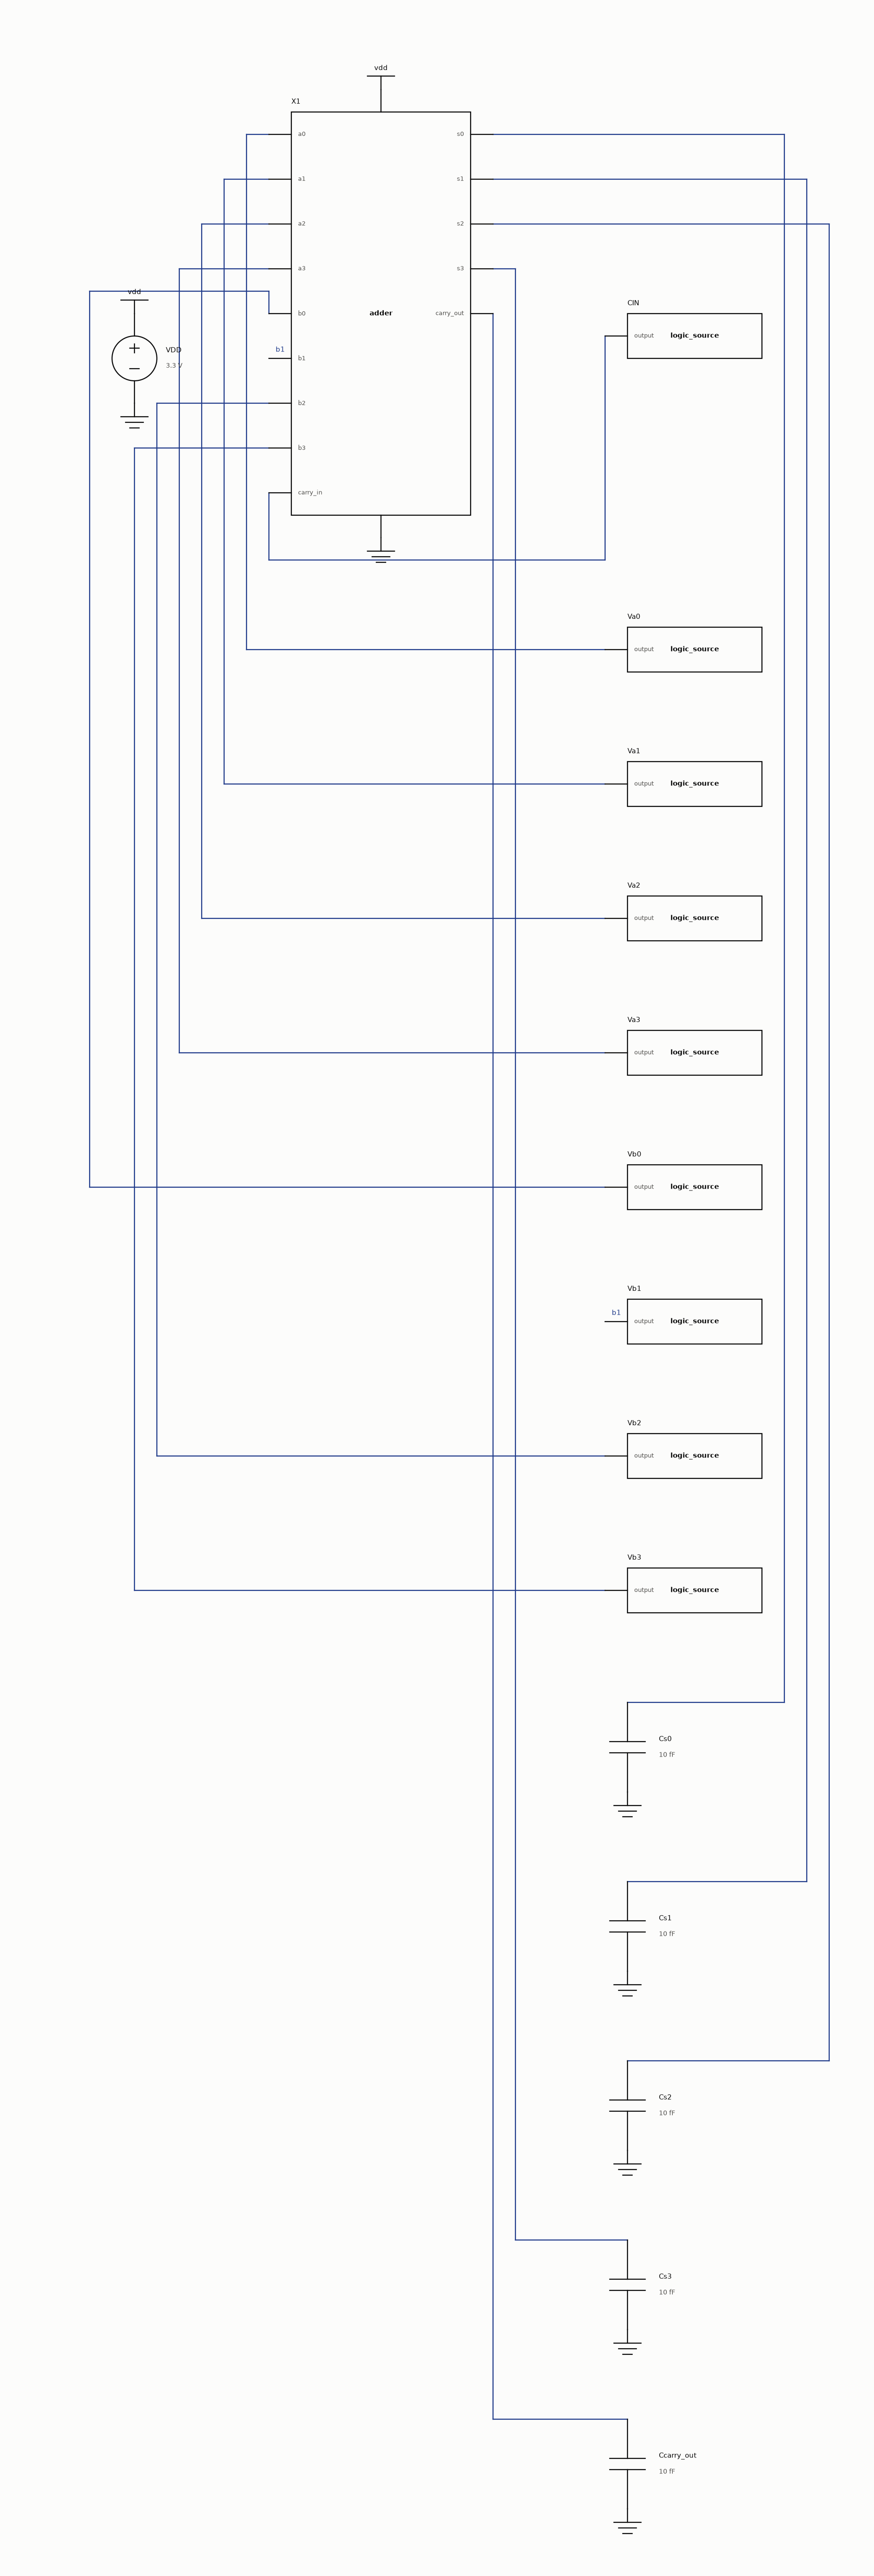 vdd
X1
a0 s0
a1 s1
a2 s2
a3 s3
vdd
CIN
b0 adder carry_out
output logic_source
b1 b1
VDD
3.3 V
b2
b3
carry_in
Va0
output logic_source
Va1
output logic_source
Va2
output logic_source
Va3
output logic_source
Vb0
output logic_source
Vb1
b1
output logic_source
Vb2
output logic_source
Vb3
output logic_source
Cs0
10 fF
Cs1
10 fF
Cs2
10 fF
Cs3
10 fF
Ccarry_out
10 fF